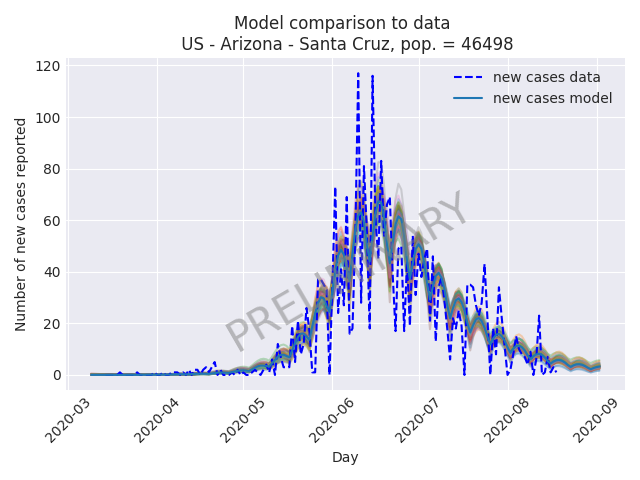 Model comparison to data
US - Arizona - Santa Cruz, pop. = 46498
120
100
80
60
40
20
0
Number of new cases reported
new cases data
new cases model
PRELIMINARY
2020-03
2020-04
2020-05
2020-06
2020-07
2020-08
2020-09
Day